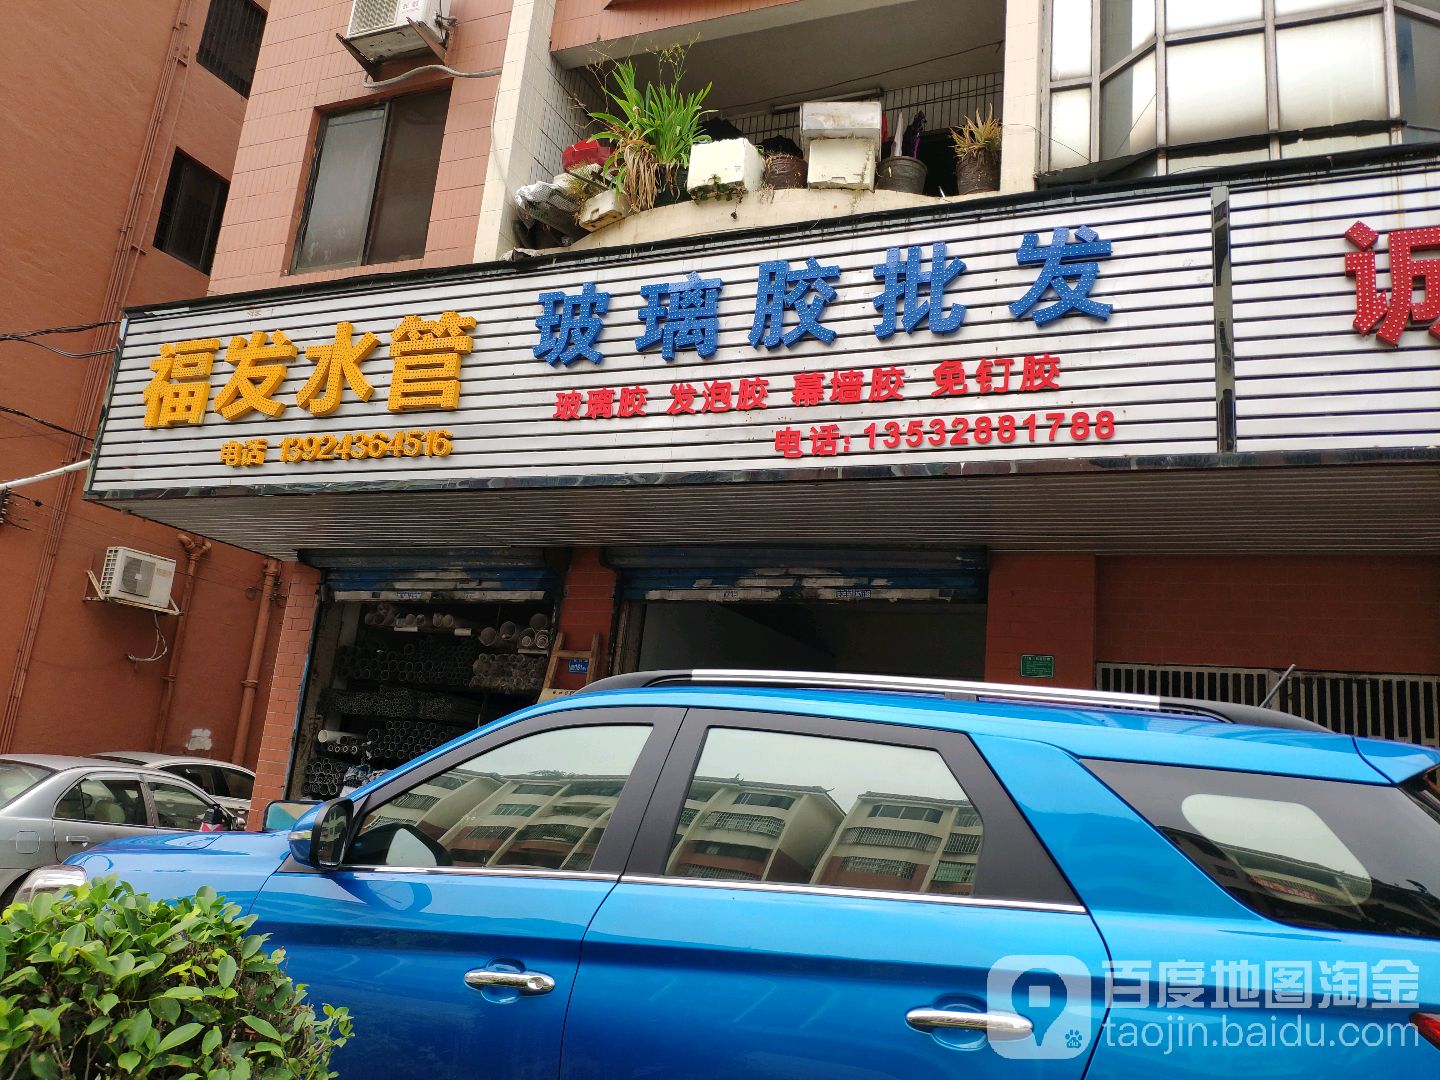 福发水管
电话 13924364516
玻璃胶批发
玻璃胶 发泡胶 幕墙胶 免钉胶
电话:13532881788
百度地图淘金
taojin.baidu.com